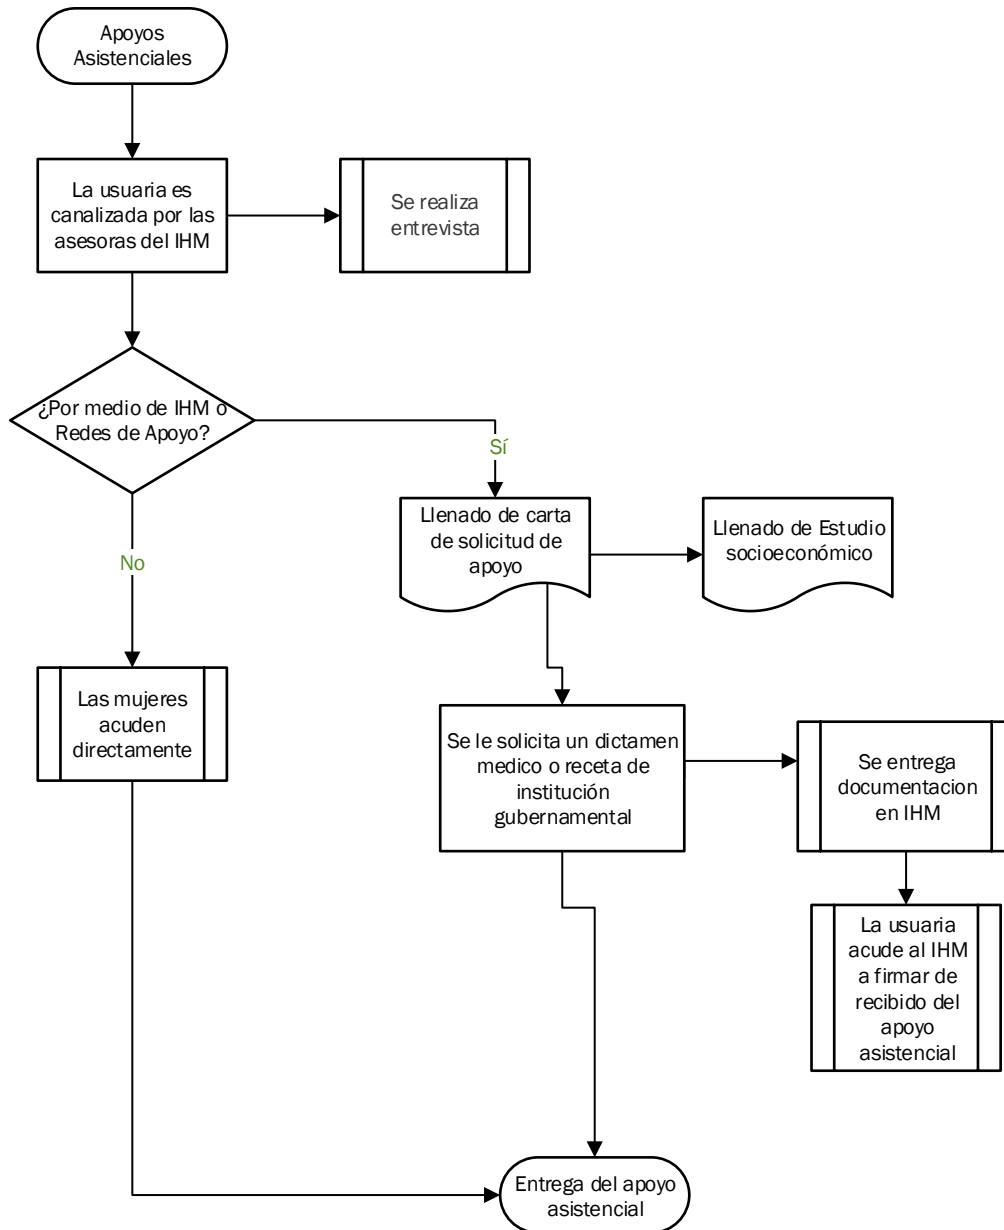 Apoyos
Asistenciales
La usuaria es
canalizada por las
asesoras del IHM
Se realiza
entrevista
¿Por medio de IHM o
Redes de Apoyo?
Sí
No
Llenado de carta
de solicitud de
apoyo
Llenado de Estudio
socioeconómico
Las mujeres
acuden
directamente
Se le solicita un dictamen
medico o receta de
institución
gubernamental
Se entrega
documentacion
en IHM
La usuaria
acude al IHM
a firmar de
recibido del
apoyo
asistencial
Entrega del apoyo
asistencial